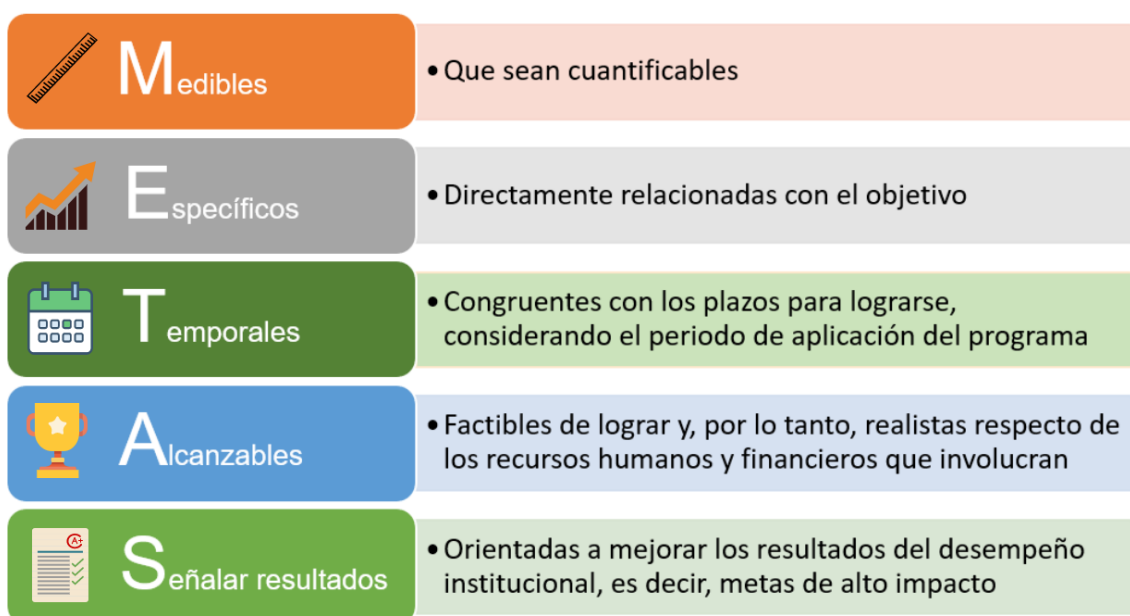 Medibles
• Que sean cuantificables
Específicos
• Directamente relacionadas con el objetivo
Temporales
• Congruentes con los plazos para lograrse,
considerando el periodo de aplicación del programa
Alcanzables
• Factibles de lograr y, por lo tanto, realistas respecto de
los recursos humanos y financieros que involucran
A+
Señalar resultados
• Orientadas a mejorar los resultados del desempeño
institucional, es decir, metas de alto impacto